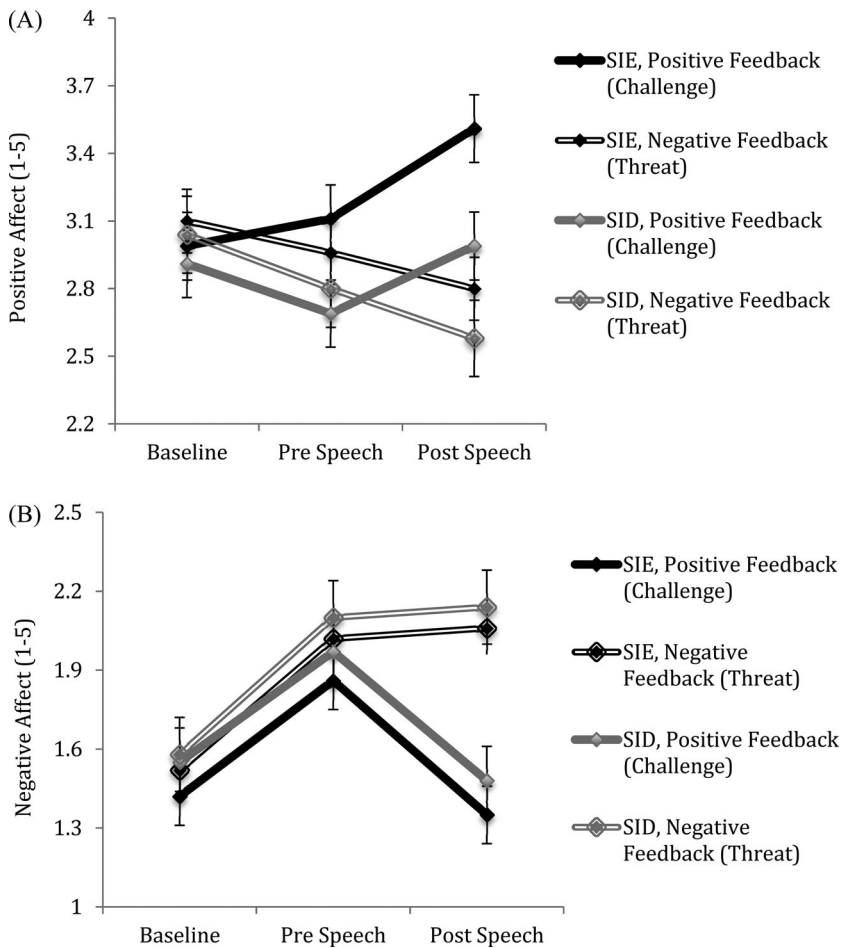 (A)
Positive Affect (1-5)
4
3.7
3.4
3.1
2.8
2.5
2.2
Baseline
Pre Speech
Post Speech
SIE, Positive Feedback
(Challenge)
SIE, Negative Feedback
(Threat)
SID, Positive Feedback
(Challenge)
SID, Negative Feedback
(Threat)
(B)
Negative Affect (1-5)
2.5
2.2
1.9
1.6
1.3
1
Baseline
Pre Speech
Post Speech
SIE, Positive Feedback
(Challenge)
SIE, Negative
Feedback (Threat)
SID, Positive Feedback
(Challenge)
SID, Negative
Feedback (Threat)